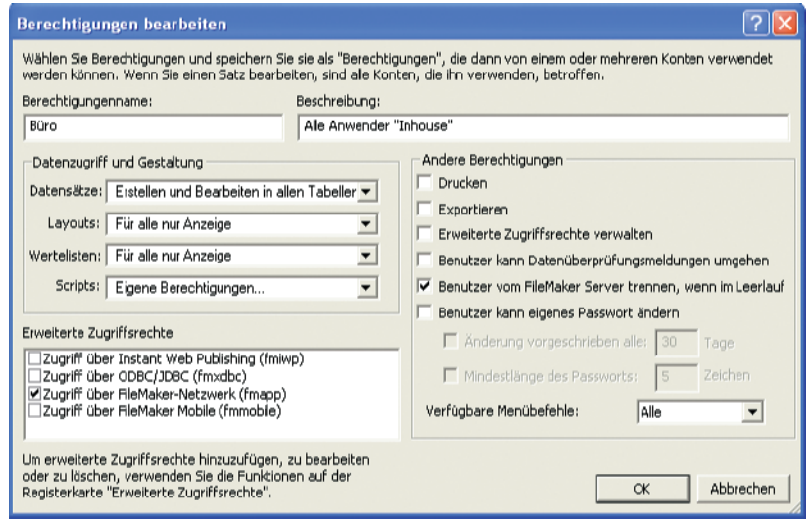 Berechtigungen bearbeiten
Wählen Sie Berechtigungen und speichern Sie sie als "Berechtigungen", die dann von einem oder mehreren Konten verwendet
werden können. Wenn Sie einen Satz bearbeiten, sind ale Konten, die ihn verwenden, betroffen.
Berechtigungenname:
Beschreibung:
Büro
Ale Anwender "Inhouse"
Datenzugriff und Gestaltung
Datensätze: Erstellen und Bearbeiten in allen Tabeller
Layouts: Für alle nur Anzeige
Wertelisten: Für alle nur Anzeige
Scripts: Eigene Berechtigungen...
Erweiterte Zugriffsrechte
Zugriff über Instant Web Publishing (fmiwp)
Zugriff über ODBC/JDBC (fmxdbc)
Zugriff über FileMaker-Netzwerk (fmapp)
Zugriff über FileMaker Mobile (fmmobile)
Um erweiterte Zugriffsrechte hinzuzufügen, zu bearbeiten
oder zu löschen, verwenden Sie die Funktionen auf der
Registerkarte "Erweiterte Zugriffsrechte".
Andere Berechtigungen
Drucken
Exportieren
Erweiterte Zugriffsrechte verwalten
Benutzer kann Datenüberprüfungsmeldungen umgehen
Benutzer vom FileMaker Server trennen, wenn im Leerlauf
Benutzer kann eigenes Passwort ändern
Änderung vorgeschrieben alle: 30 Tage
Mindestlänge des Passworts: 5 Zeichen
Verfügbare Menübefehle: Alle
OK
Abbrechen